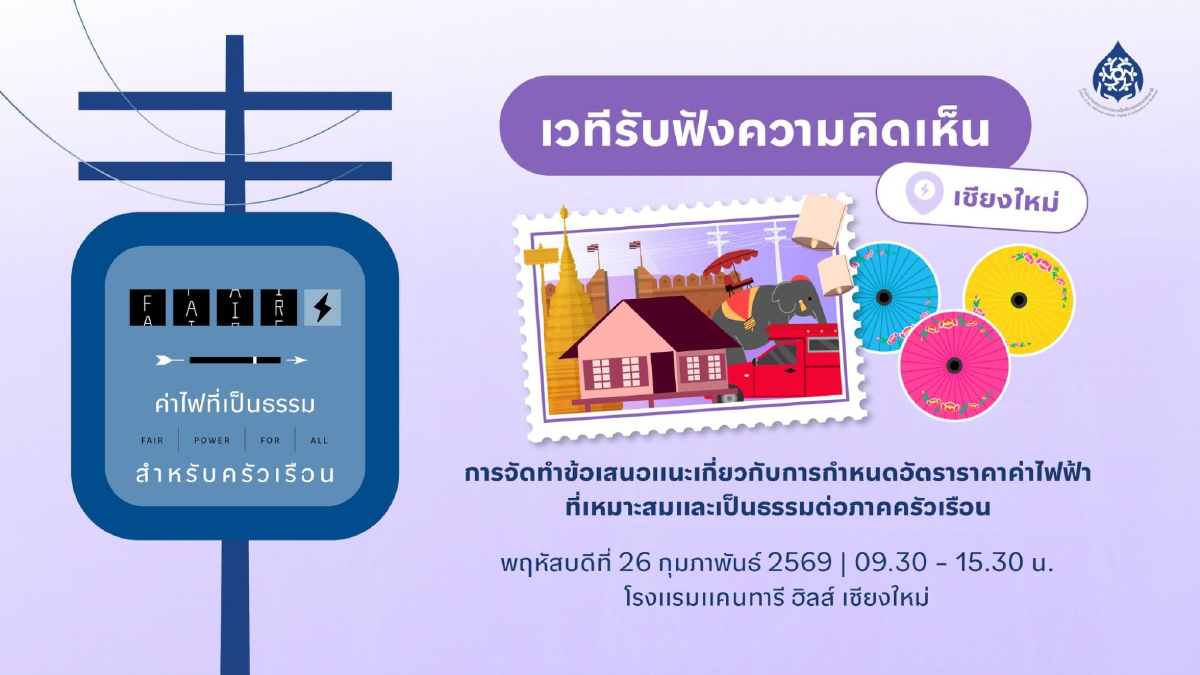 เวทีรับฟังความคิดเห็น
เชียงใหม่
FAIR
ค่าไฟที่เป็นธรรม
FAIR | POWER | FOR | ALL
สำหรับครัวเรือน
การจัดทำข้อเสนอแนะเกี่ยวกับการกำหนดอัตราราคาค่าไฟฟ้า
ที่เหมาะสมและเป็นธรรมต่อภาคครัวเรือน
พฤหัสบดีที่ 26 กุมภาพันธ์ 2569 | 09.30 - 15.30 น.
โรงแรมแคนทารี ฮิลส์ เชียงใหม่